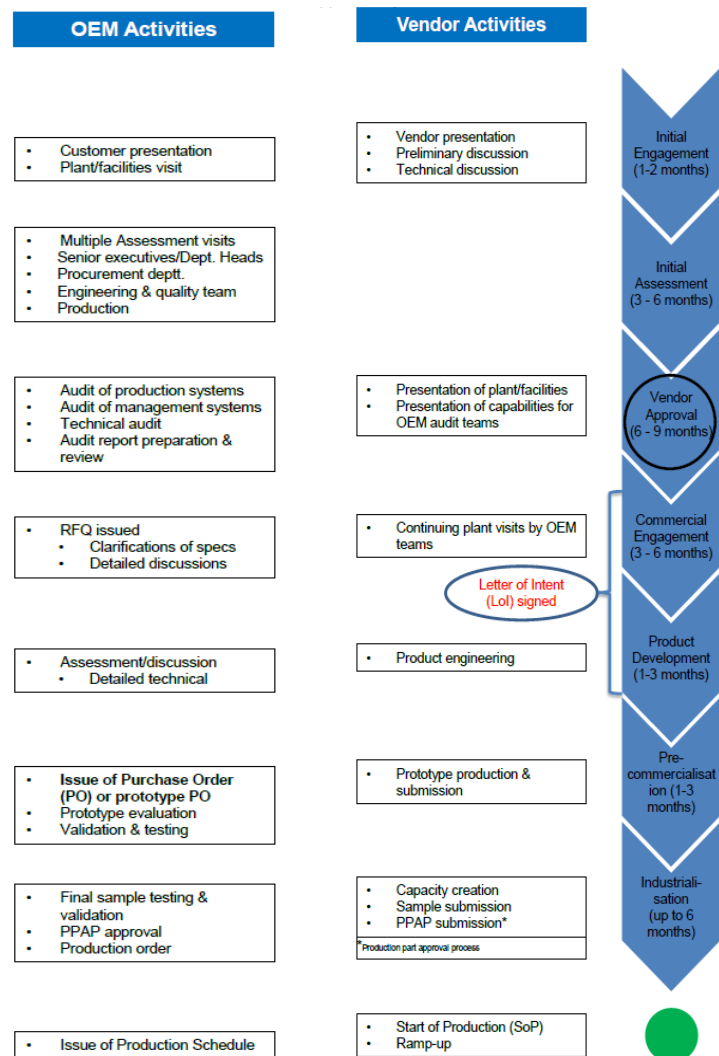 OEM Activities
Vendor Activities
• Customer presentation
• Plant/facilities visit
• Vendor presentation
• Preliminary discussion
• Technical discussion
Initial
Engagement
(1-2 months)
• Multiple Assessment visits
• Senior executives/Dept. Heads
• Procurement deptt.
• Engineering & quality team
• Production
Initial
Assessment
(3 - 6 months)
• Audit of production systems
• Audit of management systems
• Technical audit
• Audit report preparation &
review
• Presentation of plant/facilities
• Presentation of capabilities for
OEM audit teams
Vendor
Approval
(6 - 9 months)
• RFQ issued
• Clarifications of specs
• Detailed discussions
• Continuing plant visits by OEM
teams
Commercial
Engagement
(3 - 6 months)
Letter of Intent
(LoI) signed
• Assessment/discussion
• Detailed technical
• Product engineering
Product
Development
(1-3 months)
• Issue of Purchase Order
(PO) or prototype PO
• Prototype evaluation
• Validation & testing
• Prototype production &
submission
Pre-
commercialisat
ion (1-3
months)
• Final sample testing &
validation
• PPAP approval
• Production order
• Capacity creation
• Sample submission
• PPAP submission*
*Production part approval process
Industriali-
sation
(up to 6
months)
• Issue of Production Schedule
• Start of Production (SoP)
• Ramp-up